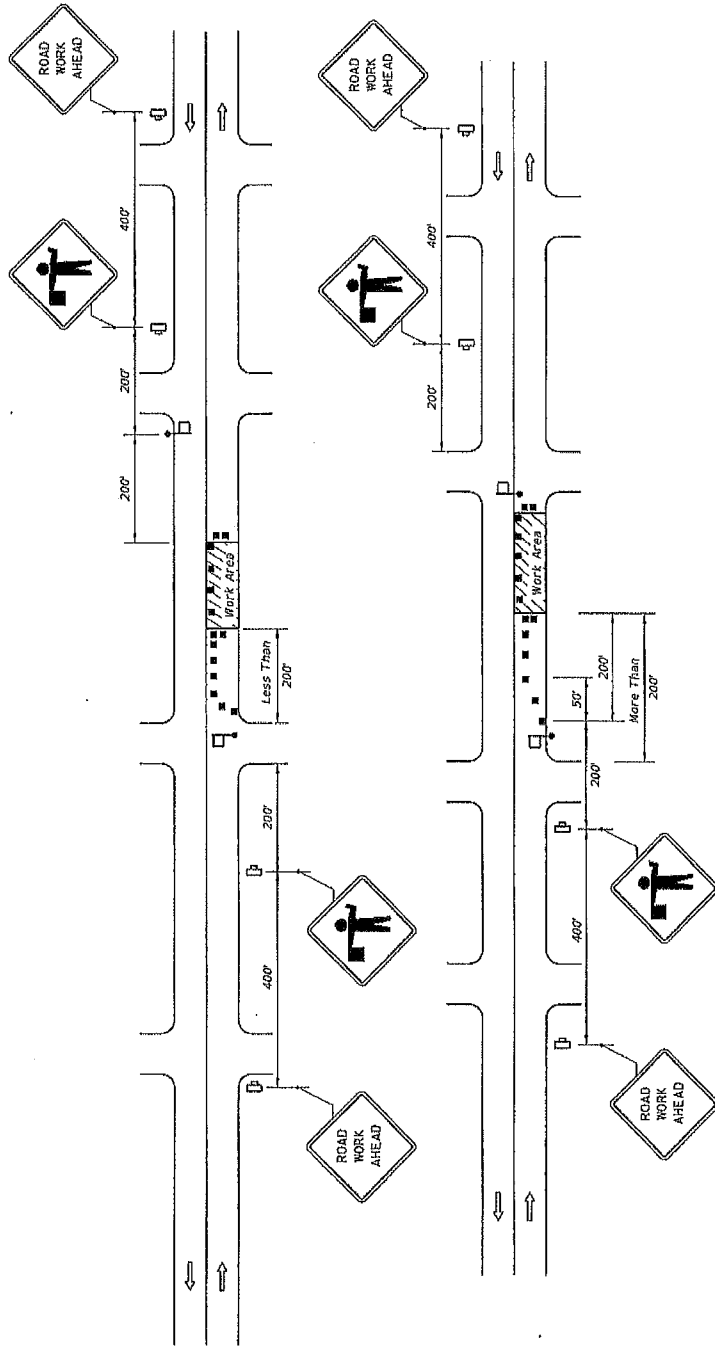 ROAD
WORK
AHEAD
400'
200'
200'
Work Area
Less Than
200'
200'
400'
ROAD
WORK
AHEAD
ROAD
WORK
AHEAD
400'
200'
Work Area
200'
More Than
200'
50'
200'
400'
ROAD
WORK
AHEAD